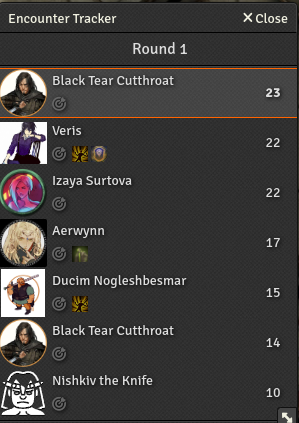 Encounter Tracker
Close
Round 1
Black Tear Cutthroat
23
Veris
22
Izaya Surtova
22
Aerwynn
17
Ducim Nogleshbesmar
15
Black Tear Cutthroat
14
Nishkiv the Knife
10